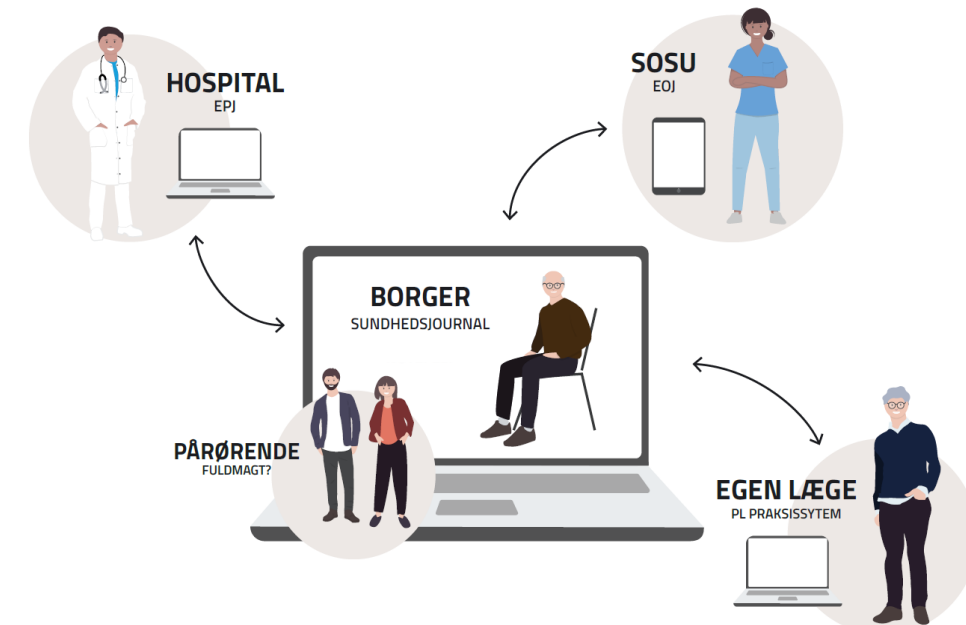 HOSPITAL
EPJ
SOSU
EOJ
BORGER
SUNDHEDSJOURNAL
PÅRØRENDE
FULDMAGT?
EGEN LÆGE
PL PRAKSISSYTEM